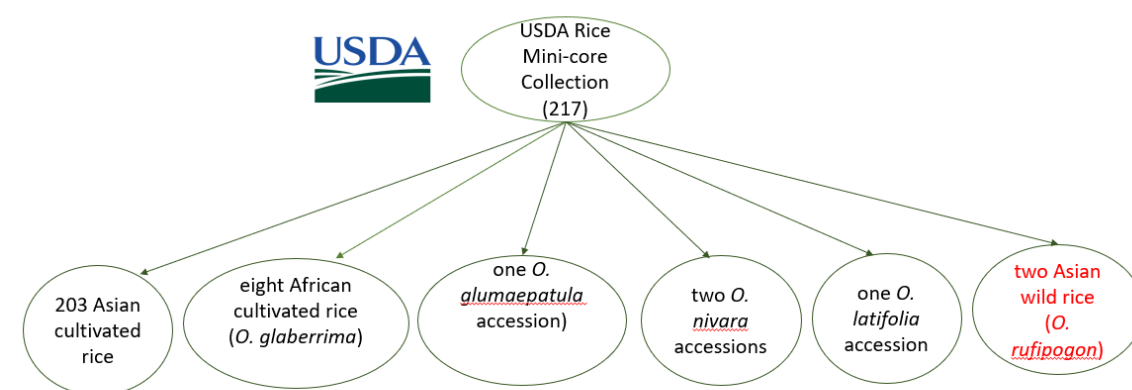 USDA
USDA Rice
Mini-core
Collection
(217)
203 Asian
cultivated
rice
eight African
cultivated rice
(O. glaberrima)
one O.
glumaepatula
accession)
two O.
nivara
accessions
one O.
latifolia
accession
two Asian
wild rice
(O.
rufipogon)